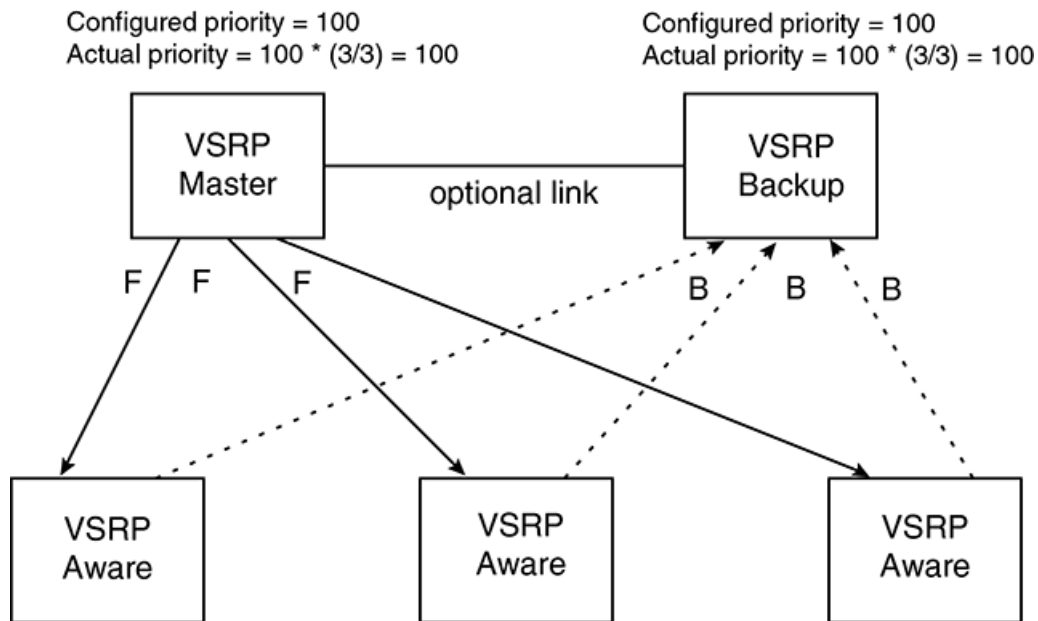 Configured priority = 100
Actual priority = 100 * (3/3) = 100
Configured priority = 100
Actual priority = 100 * (3/3) = 100
VSRP
Master
optional link
VSRP
Backup
F
F
F
B
B
B
VSRP
Aware
VSRP
Aware
VSRP
Aware